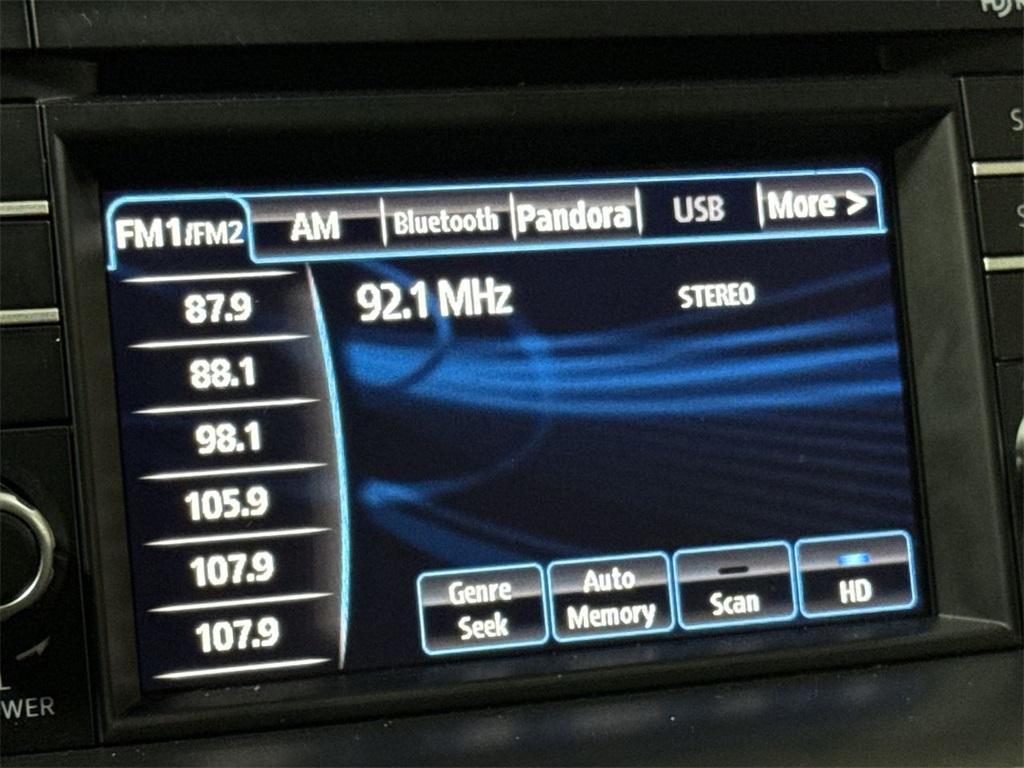 FM1/FM2 AM Bluetooth Pandora USB More >
92.1 MHz STEREO
87.9
88.1
98.1
105.9
107.9
107.9
Genre
Seek
Auto
Memory
Scan
HD